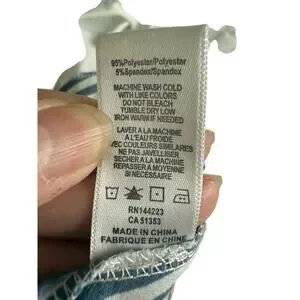 95%Polyester/Polyester
5%Spandex/Spandex
MACHINE WASH COLD
WITH LIKE COLORS
DO NOT BLEACH
TUMBLE DRY LOW
IRON WARM IF NEEDED
LAVER A LA MACHINE
A L'EAU FROIDE
AVEC COULEURS SIMILAIRES
NE PAS JAVELLISER
SECHER A LA MACHINE
REPASSER A MOYENNE
SI NECESSAIRE
RN144223
CA 51353
MADE IN CHINA
FABRIQUE EN CHINE